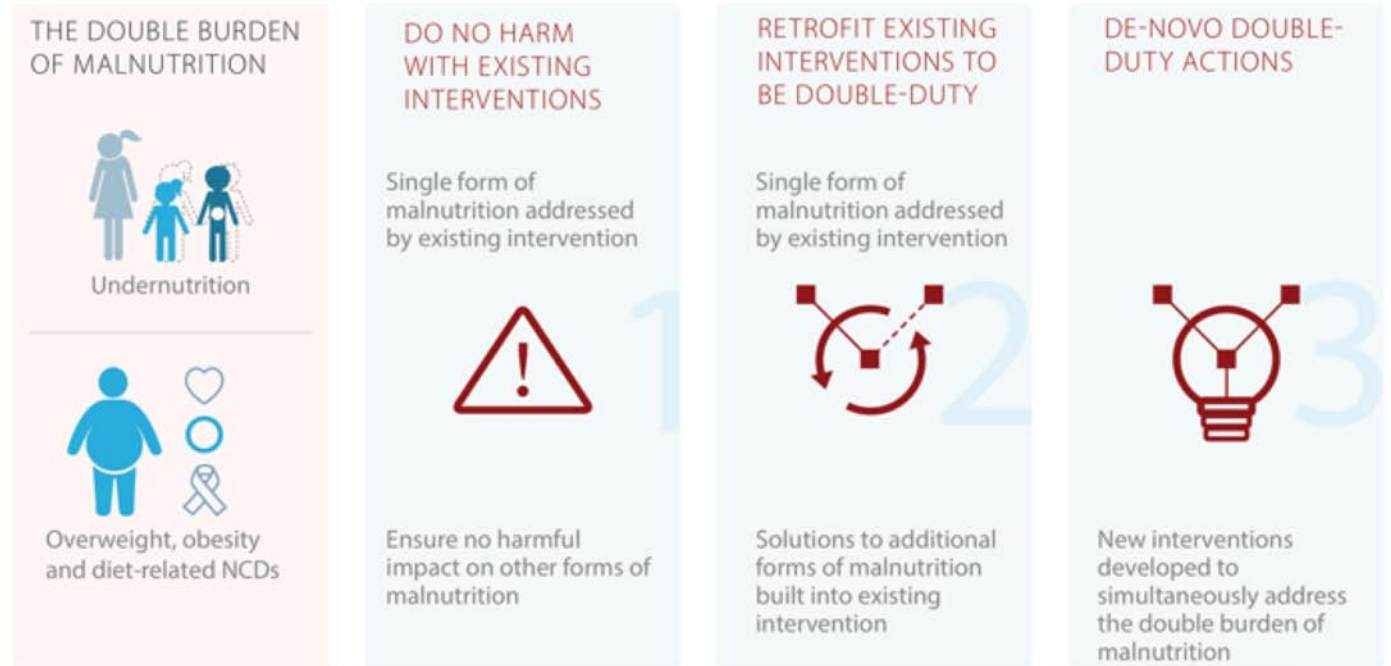 THE DOUBLE BURDEN
OF MALNUTRITION
Undernutrition
Overweight, obesity
and diet-related NCDs
DO NO HARM
WITH EXISTING
INTERVENTIONS
Single form of
malnutrition addressed
by existing intervention
1
Ensure no harmful
impact on other forms of
malnutrition
RETROFIT EXISTING
INTERVENTIONS TO
BE DOUBLE-DUTY
Single form of
malnutrition addressed
by existing intervention
2
Solutions to additional
forms of malnutrition
built into existing
intervention
DE-NOVO DOUBLE-
DUTY ACTIONS
3
New interventions
developed to
simultaneously address
the double burden of
malnutrition